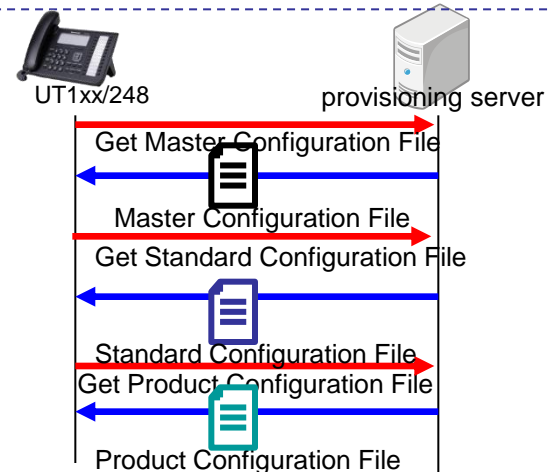 UT1xx/248
provisioning server
Get Master Configuration File
Master Configuration File
Get Standard Configuration File
Standard Configuration File
Get Product Configuration File
Product Configuration File